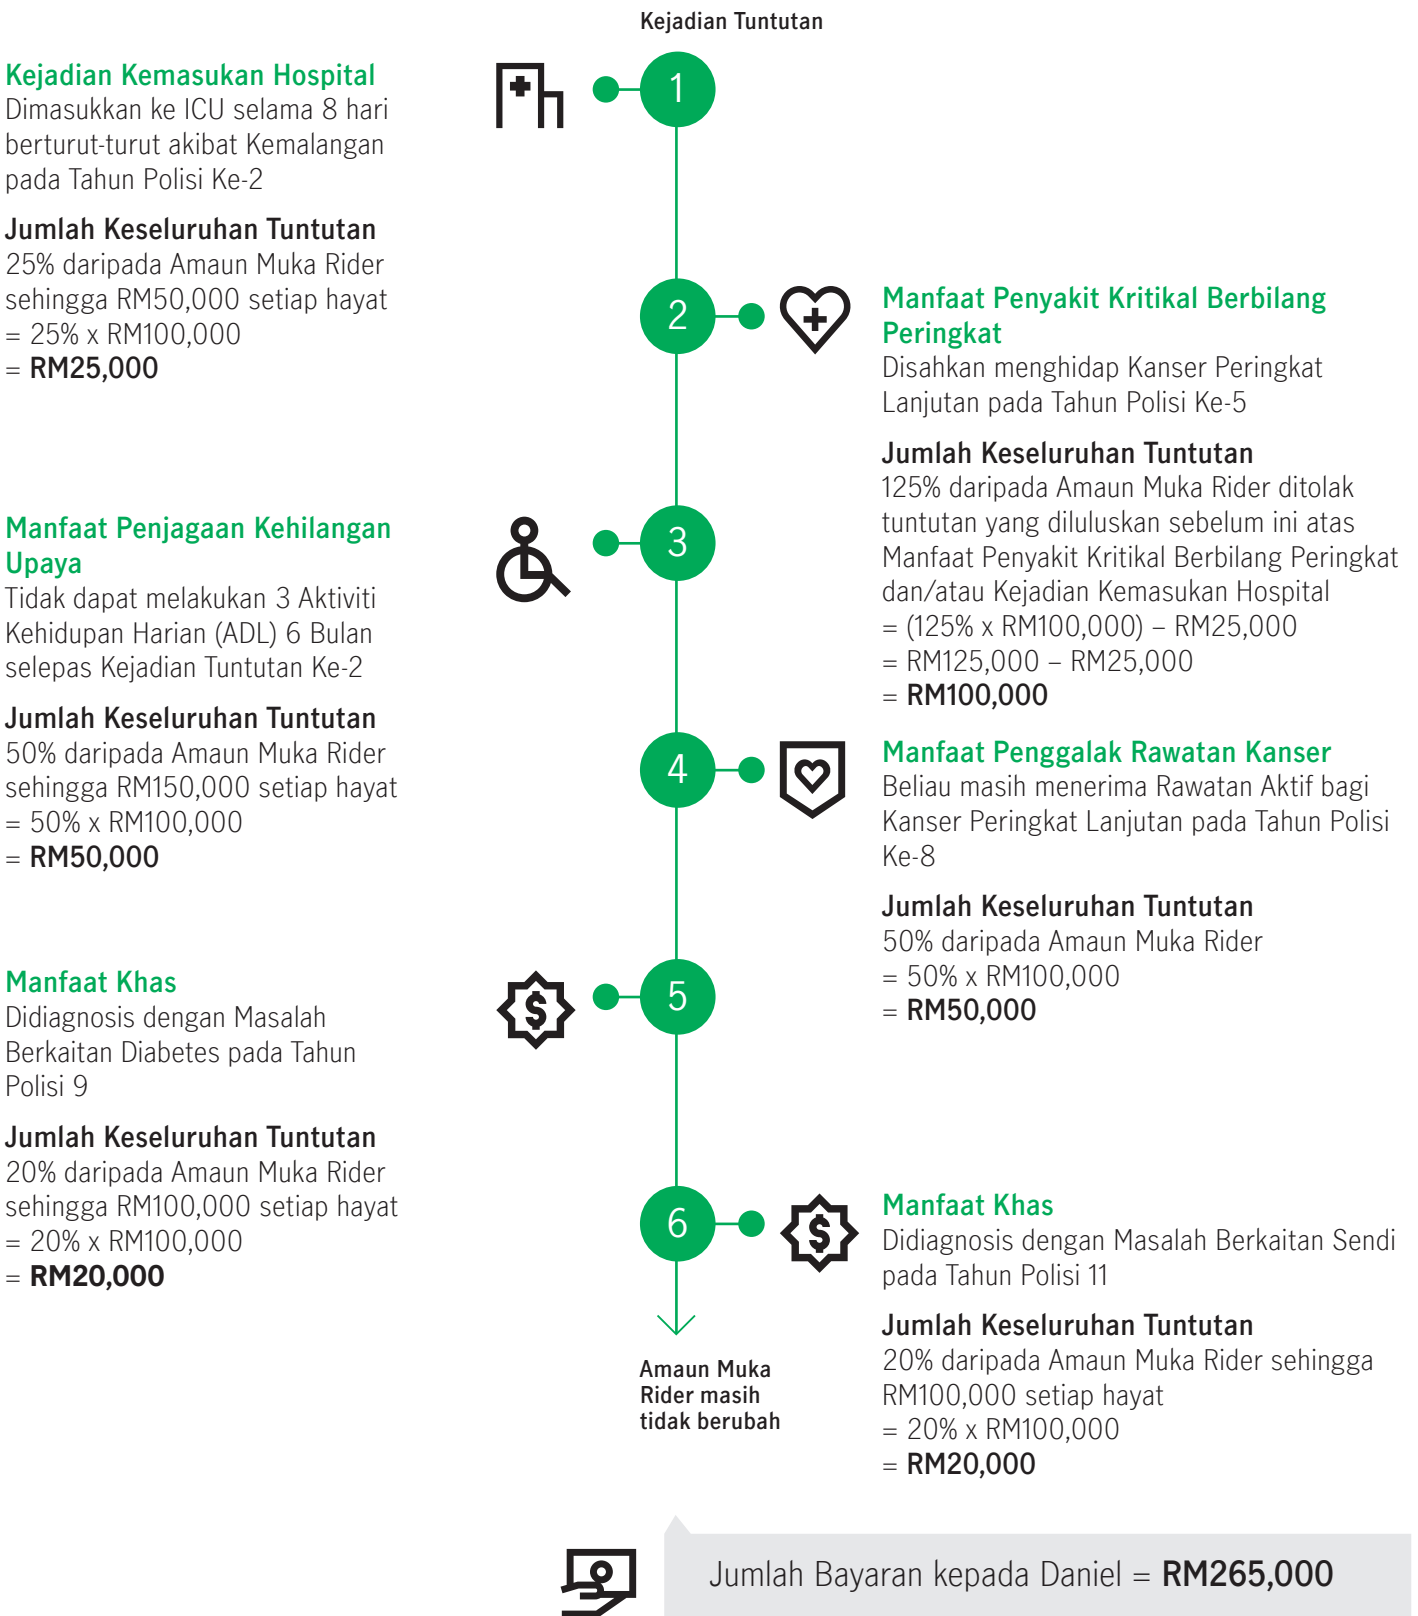 Kejadian Tuntutan
1
Kejadian Kemasukan Hospital
Dimasukkan ke ICU selama 8 hari
berturut-turut akibat Kemalangan
pada Tahun Polisi Ke-2
Jumlah Keseluruhan Tuntutan
25% daripada Amaun Muka Rider
sehingga RM50,000 setiap hayat
= 25% x RM100,000
= RM25,000
2
Manfaat Penyakit Kritikal Berbilang
Peringkat
Disahkan menghidap Kanser Peringkat
Lanjutan pada Tahun Polisi Ke-5
Jumlah Keseluruhan Tuntutan
125% daripada Amaun Muka Rider ditolak
tuntutan yang diluluskan sebelum ini atas
Manfaat Penyakit Kritikal Berbilang Peringkat
dan/atau Kejadian Kemasukan Hospital
= (125% x RM100,000) – RM25,000
= RM125,000 – RM25,000
= RM100,000
3
Manfaat Penjagaan Kehilangan
Upaya
Tidak dapat melakukan 3 Aktiviti
Kehidupan Harian (ADL) 6 Bulan
selepas Kejadian Tuntutan Ke-2
Jumlah Keseluruhan Tuntutan
50% daripada Amaun Muka Rider
sehingga RM150,000 setiap hayat
= 50% x RM100,000
= RM50,000
4
Manfaat Penggalak Rawatan Kanser
Beliau masih menerima Rawatan Aktif bagi
Kanser Peringkat Lanjutan pada Tahun Polisi
Ke-8
Jumlah Keseluruhan Tuntutan
50% daripada Amaun Muka Rider
= 50% x RM100,000
= RM50,000
5
Manfaat Khas
Didiagnosis dengan Masalah
Berkaitan Diabetes pada Tahun
Polisi 9
Jumlah Keseluruhan Tuntutan
20% daripada Amaun Muka Rider
sehingga RM100,000 setiap hayat
= 20% x RM100,000
= RM20,000
6
Manfaat Khas
Didiagnosis dengan Masalah Berkaitan Sendi
pada Tahun Polisi 11
Jumlah Keseluruhan Tuntutan
20% daripada Amaun Muka Rider sehingga
RM100,000 setiap hayat
= 20% x RM100,000
= RM20,000
Amaun Muka
Rider masih
tidak berubah
Jumlah Bayaran kepada Daniel = RM265,000